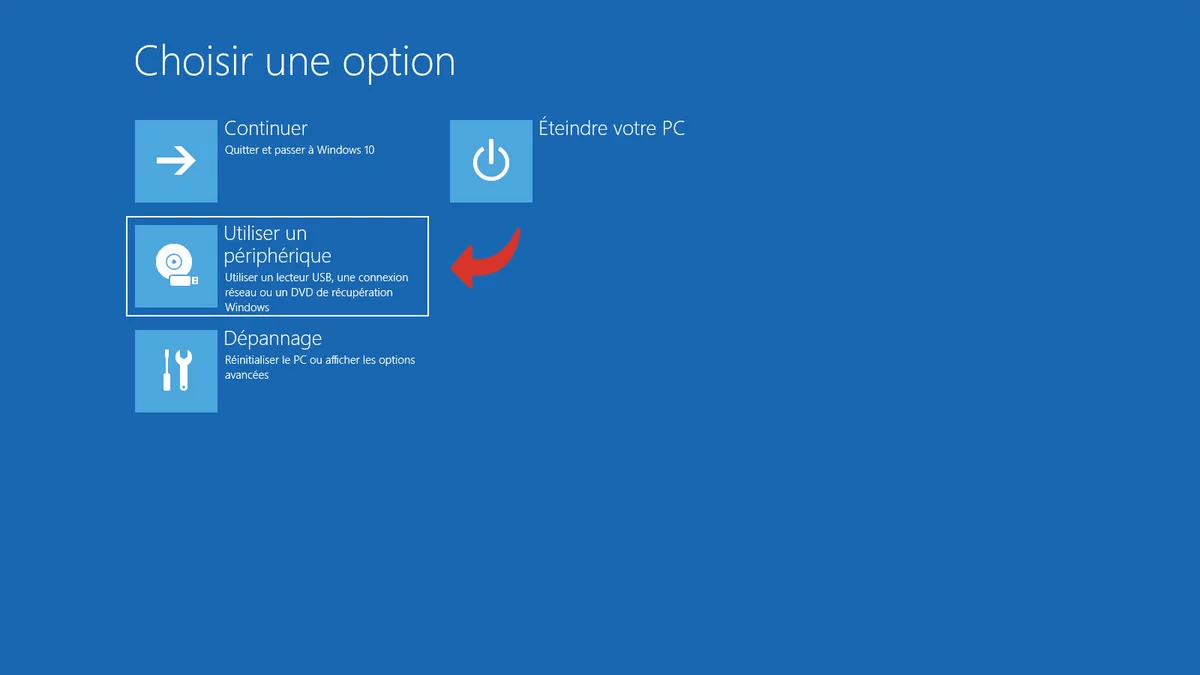 Choisir une option
Continuer
Quitter et passer à Windows 10
Éteindre votre PC
Utiliser un
périphérique
Utiliser un lecteur USB, une connexion
réseau ou un DVD de récupération
Windows
Dépannage
Réinitialiser le PC ou afficher les options
avancées